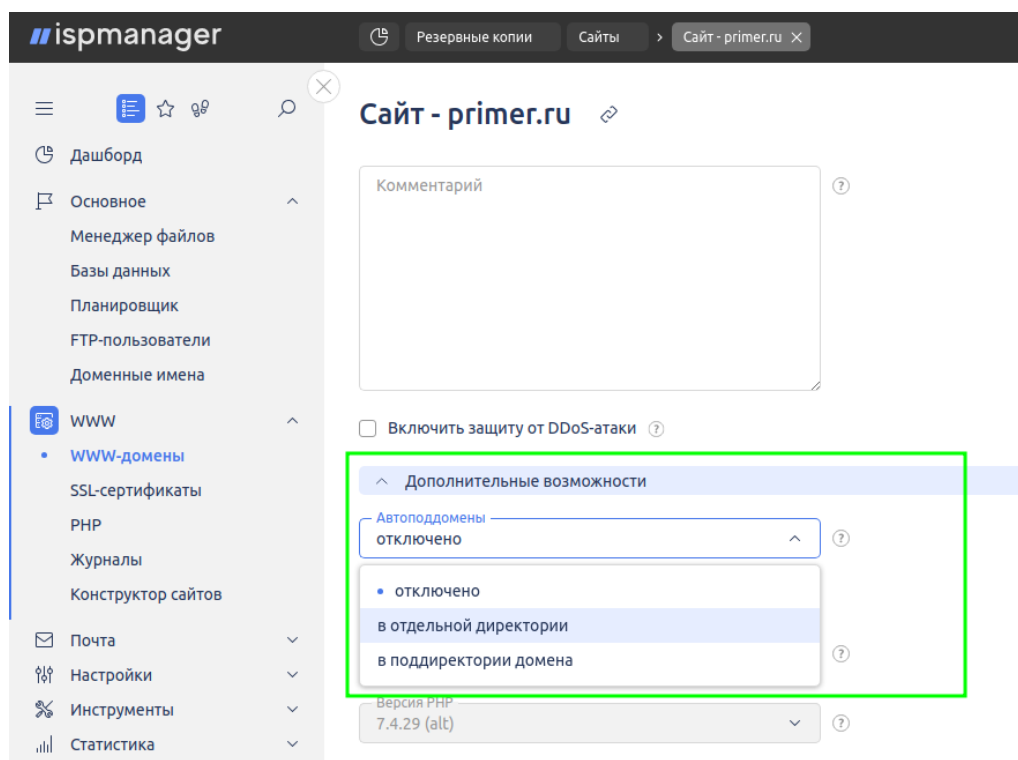 ispmanager
Резервные копии
Сайты
>
Сайт - primer.ru
Сайт - primer.ru
Дашборд
Основное
Менеджер файлов
Базы данных
Планировщик
FTP-пользователи
Доменные имена
WWW
WWW-домены
SSL-сертификаты
PHP
Журналы
Конструктор сайтов
Почта
Настройки
Инструменты
Статистика
Комментарий
?
Включить защиту от DDoS-атаки ?
Дополнительные возможности
Автоподдомены
отключено
?
• отключено
в отдельной директории
в поддиректории домена
?
Версия PHP
7.4.29 (alt)
?